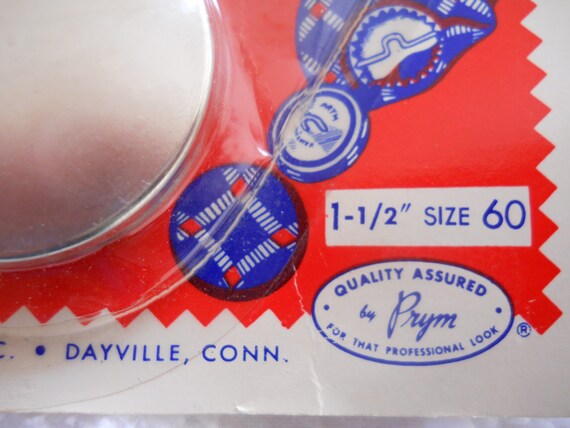 1-1/2" SIZE 60
QUALITY ASSURED
by Prym
• FOR THAT PROFESSIONAL LOOK •
®
C. • DAYVILLE, CONN.